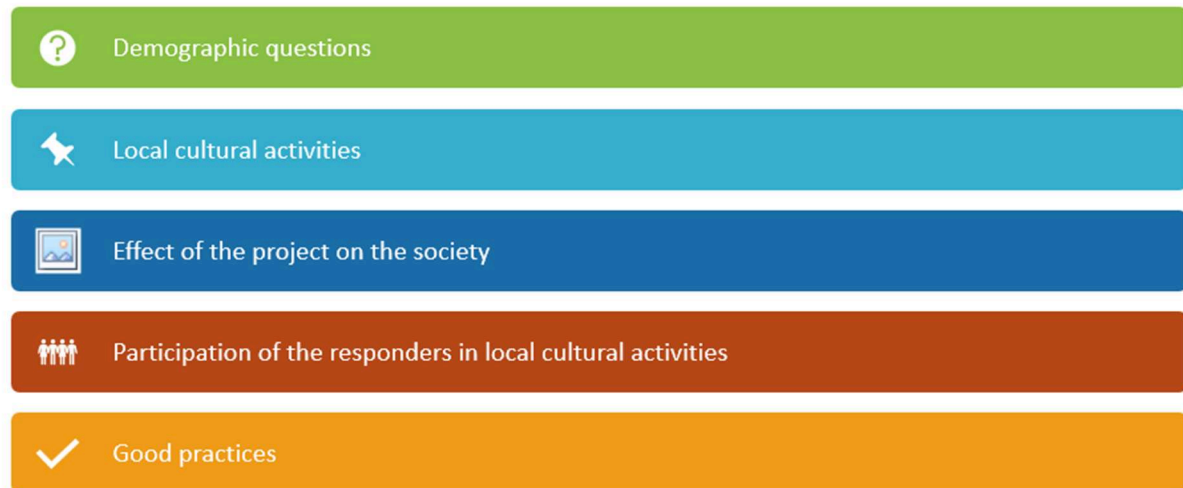 Demographic questions
Local cultural activities
Effect of the project on the society
Participation of the responders in local cultural activities
Good practices